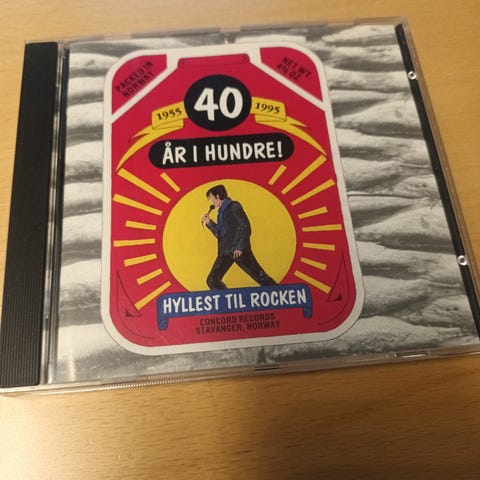 PACKED IN
NORWAY
NET WT.
4¼ OZ.
1955 40 1995
ÅR I HUNDRE!
HYLLEST TIL ROCKEN
CONCORD RECORDS
STAVANGER, NORWAY